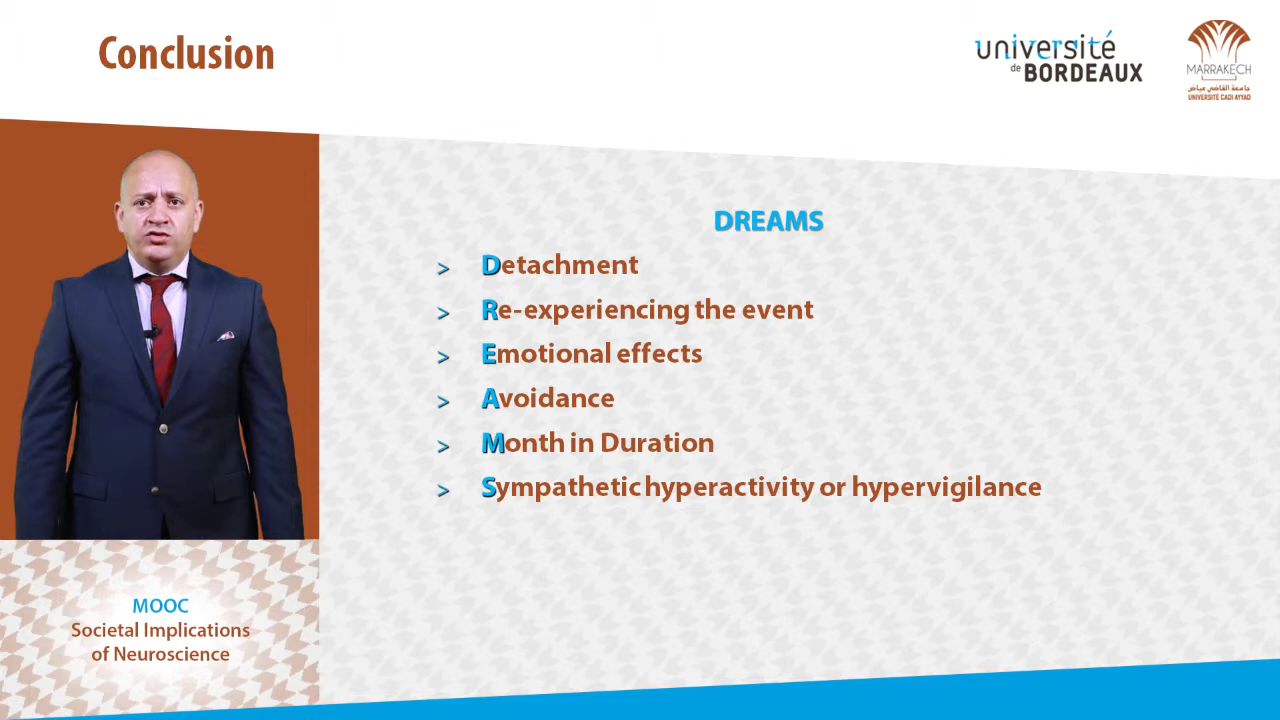 Conclusion
université
de BORDEAUX
MARRAKECH
جامعة القاضي عياض
UNIVERSITÉ CADI AYYAD
DREAMS
> Detachment
> Re-experiencing the event
> Emotional effects
> Avoidance
> Month in Duration
> Sympathetic hyperactivity or hypervigilance
MOOC
Societal Implications
of Neuroscience